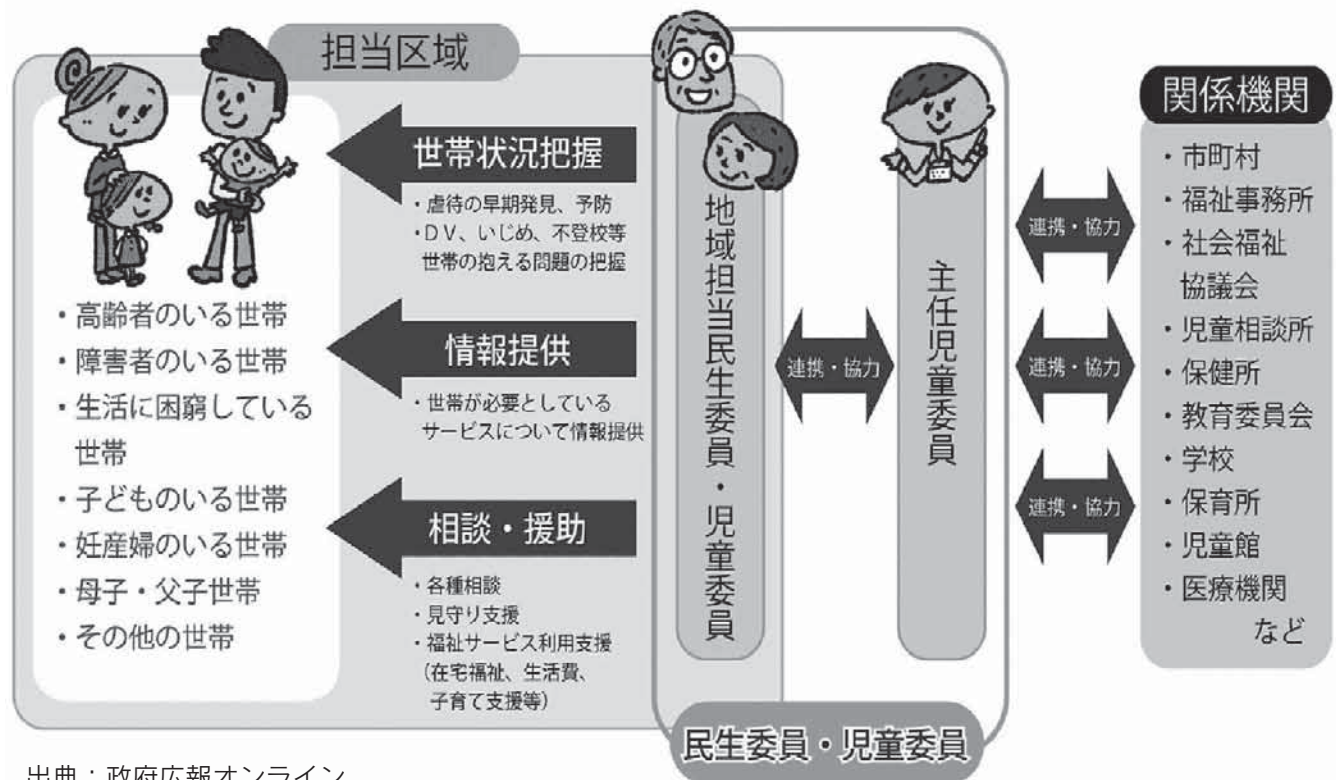 担当区域
・高齢者のいる世帯
・障害者のいる世帯
・生活に困窮している
世帯
・子どものいる世帯
・妊産婦のいる世帯
・母子・父子世帯
・その他の世帯
世帯状況把握
・虐待の早期発見、予防
・DV、いじめ、不登校等
世帯の抱える問題の把握
情報提供
・世帯が必要としている
サービスについて情報提供
相談・援助
・各種相談
・見守り支援
・福祉サービス利用支援
(在宅福祉、生活費、
子育て支援等)
地域担当民生委員・児童委員
連携・協力
主任児童委員
民生委員・児童委員
連携・協力
連携・協力
連携・協力
関係機関
・市町村
・福祉事務所
・社会福祉
協議会
・児童相談所
・保健所
・教育委員会
・学校
・保育所
・児童館
・医療機関
など
出典:政府広報オンライン